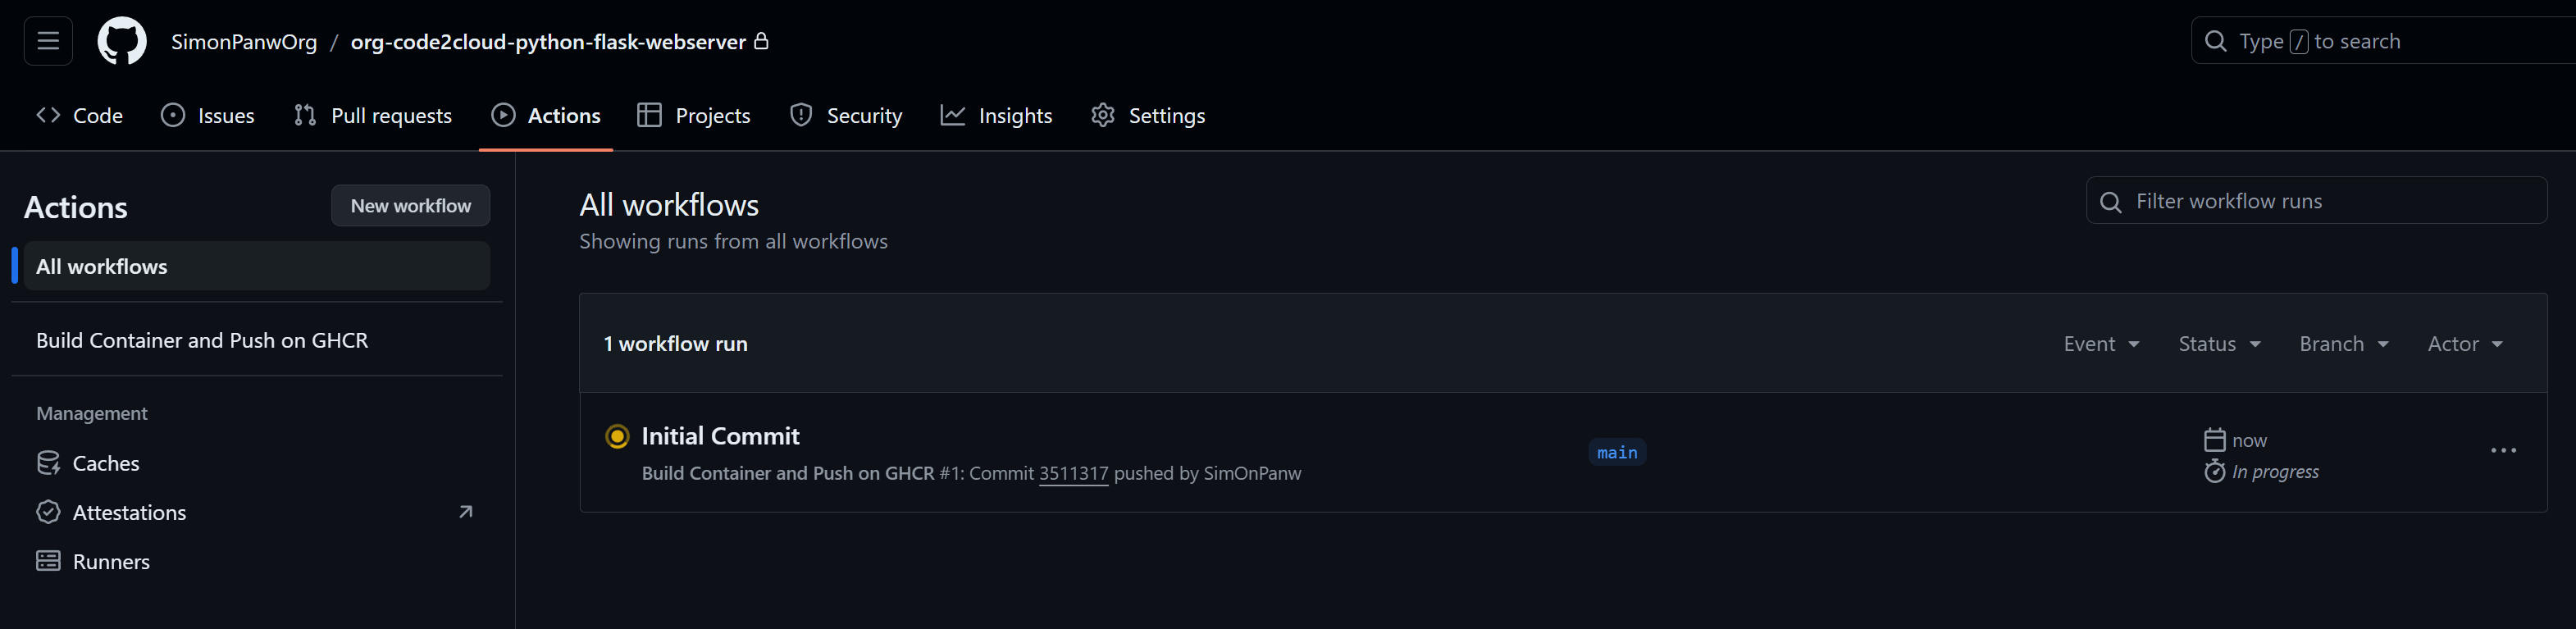 SimonPanwOrg / org-code2cloud-python-flask-webserver
Type / to search
Code Issues Pull requests Actions Projects Security Insights Settings
Actions
New workflow
All workflows
Build Container and Push on GHCR
Management
Caches
Attestations
Runners
All workflows
Showing runs from all workflows
Filter workflow runs
1 workflow run
Event Status Branch Actor
Initial Commit
Build Container and Push on GHCR #1: Commit 3511317 pushed by SimOnPanw
main
now
In progress